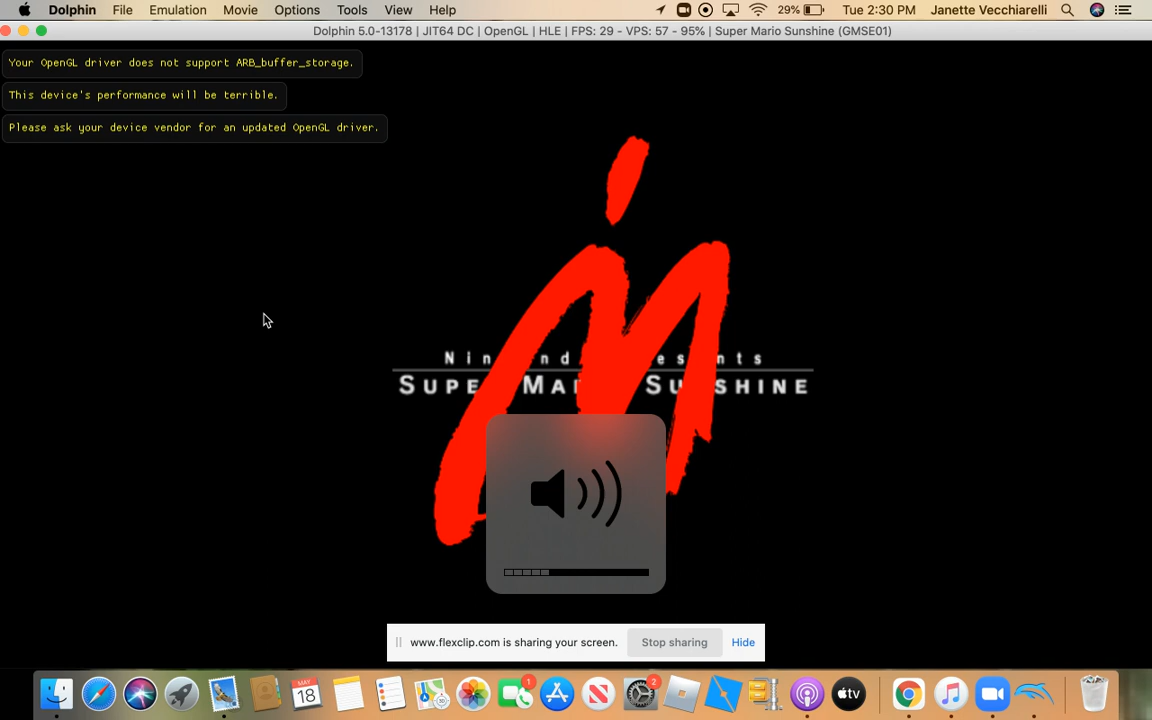 Dolphin File Emulation Movie Options Tools View Help 29% Tue 2:30 PM Janette Vecchiarelli
Dolphin 5.0-13178 | JIT64 DC | OpenGL | HLE | FPS: 29 - VPS: 57 - 95% | Super Mario Sunshine (GMSE01)
Your OpenGL driver does not support ARB_buffer_storage.
This device's performance will be terrible.
Please ask your device vendor for an updated OpenGL driver.
www.flexclip.com is sharing your screen. Stop sharing Hide
1 2
MAY
18
tv